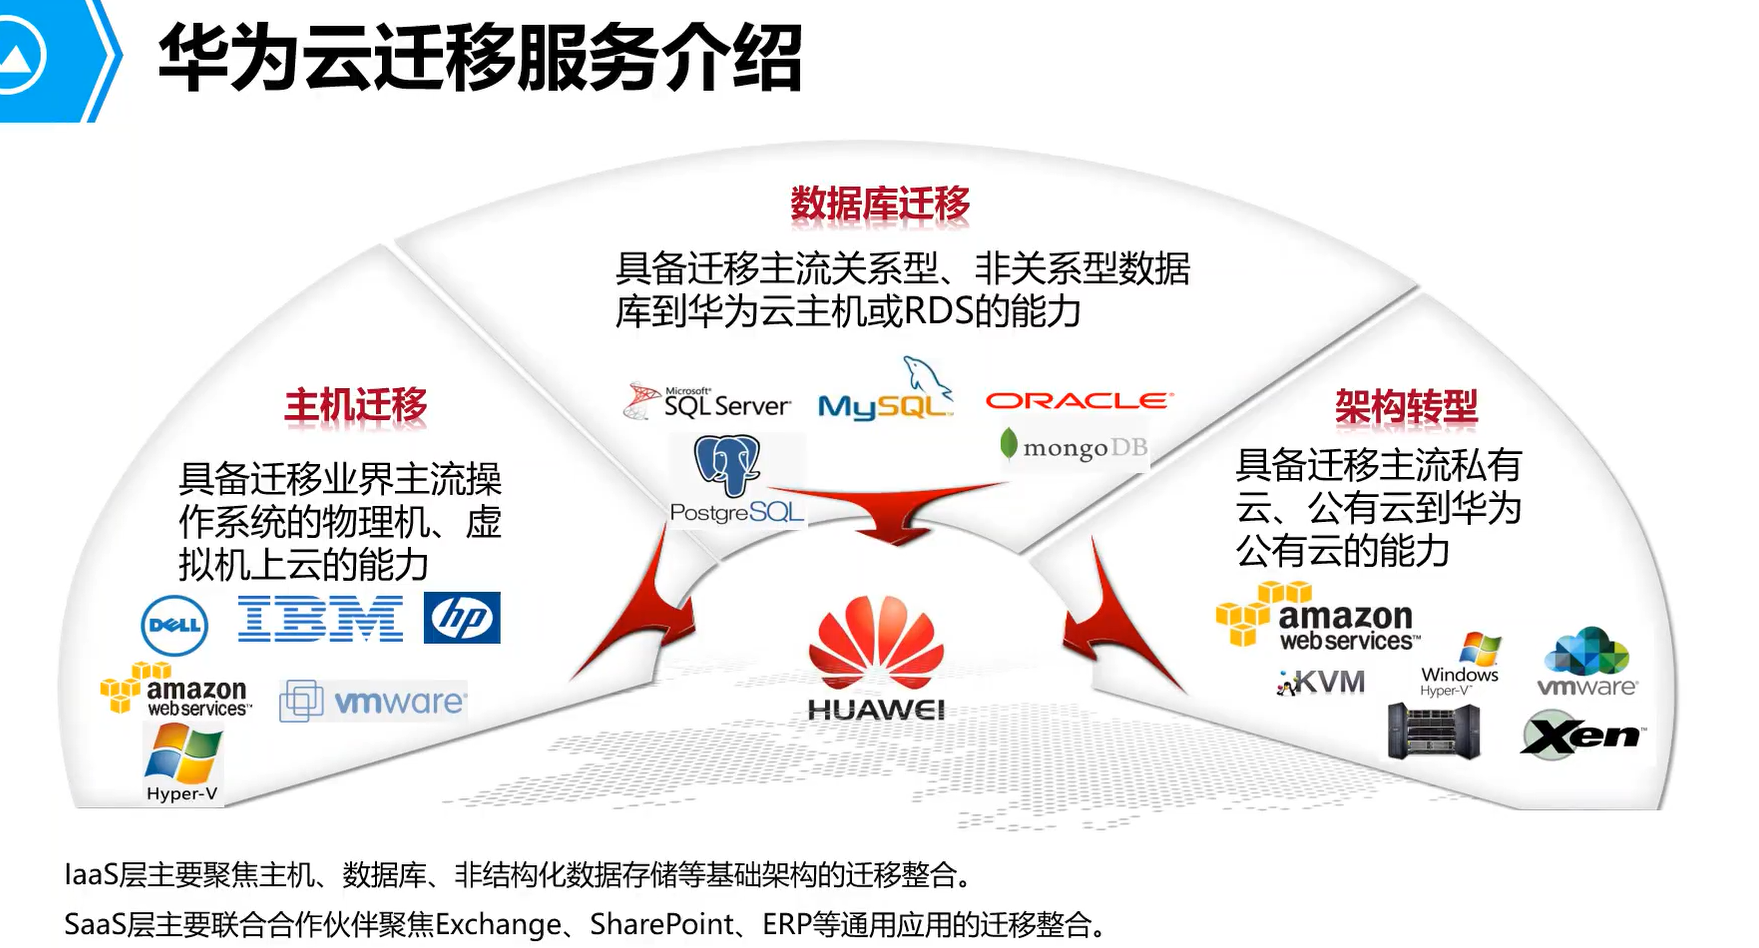 华为云迁移服务介绍
数据库迁移
具备迁移主流关系型、非关系型数据
库到华为云主机或RDS的能力
Microsoft
SQL Server
MySQL
ORACLE
PostgreSQL
mongoDB
主机迁移
具备迁移业界主流操
作系统的物理机、虚
拟机上云的能力
DELL
IBM
hp
amazon
web services™
vmware
Hyper-V
架构转型
具备迁移主流私有
云、公有云到华为
公有云的能力
amazon
web services™
KVM
Windows
Hyper-V
vmware
Xen
HUAWEI
IaaS层主要聚焦主机、数据库、非结构化数据存储等基础架构的迁移整合。
SaaS层主要联合合作伙伴聚焦Exchange、SharePoint、ERP等通用应用的迁移整合。